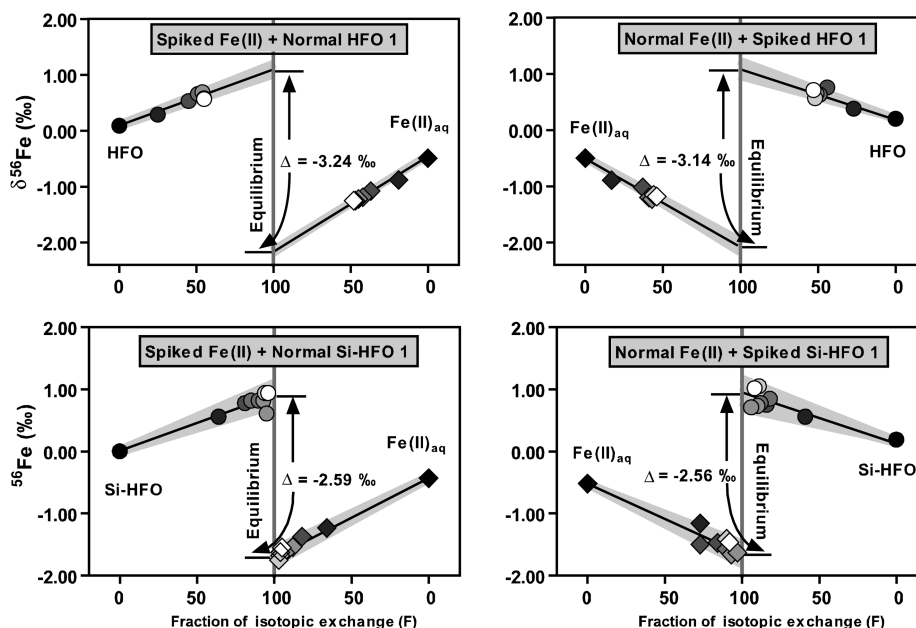 Spiked Fe(II) + Normal HFO 1
Normal Fe(II) + Spiked HFO 1
δ56Fe (‰)
2.00
1.00
0.00
-1.00
-2.00
HFO
Equilibrium
Δ = -3.24 ‰
Fe(II)aq
0
50
100
50
0
2.00
1.00
0.00
-1.00
-2.00
Fe(II)aq
Δ = -3.14 ‰
Equilibrium
HFO
0
50
100
50
0
Spiked Fe(II) + Normal Si-HFO 1
Normal Fe(II) + Spiked Si-HFO 1
56Fe (‰)
2.00
1.00
0.00
-1.00
-2.00
Si-HFO
Equilibrium
Δ = -2.59 ‰
Fe(II)aq
0
50
100
50
0
Fraction of isotopic exchange (F)
2.00
1.00
0.00
-1.00
-2.00
Fe(II)aq
Δ = -2.56 ‰
Equilibrium
Si-HFO
0
50
100
50
0
Fraction of isotopic exchange (F)